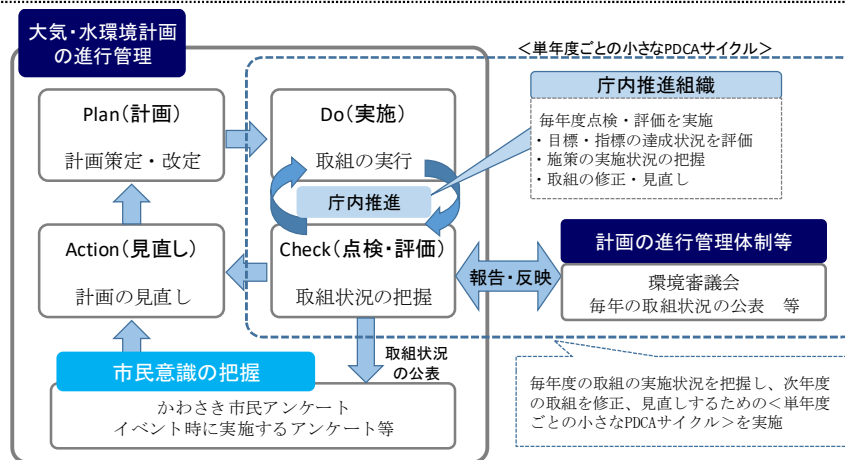 大気・水環境計画
の進行管理
＜単年度ごとの小さなPDCAサイクル＞
庁内推進組織
毎年度点検・評価を実施
・目標・指標の達成状況を評価
・施策の実施状況の把握
・取組の修正・見直し
Plan（計画）
計画策定・改定
Do（実施）
取組の実行
庁内推進
Action（見直し）
計画の見直し
Check（点検・評価）
取組状況の把握
報告・反映
計画の進行管理体制等
環境審議会
毎年の取組状況の公表　等
取組状況
の公表
市民意識の把握
かわさき市民アンケート
イベント時に実施するアンケート等
毎年度の取組の実施状況を把握し、次年度
の取組を修正、見直しするための＜単年度
ごとの小さなPDCAサイクル＞を実施